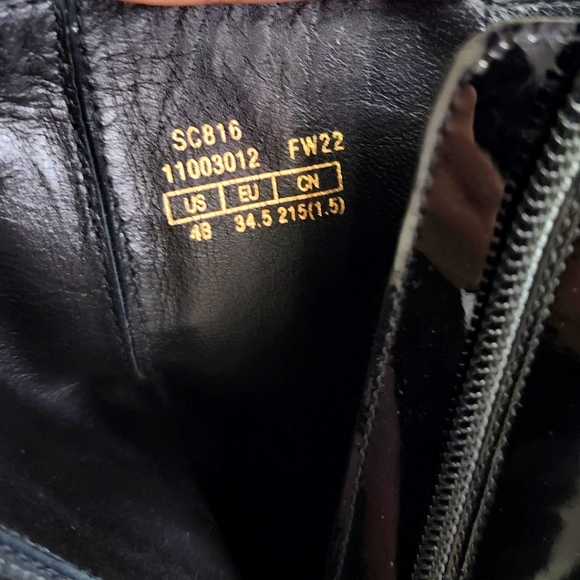 SC816
11003012 FW22
US EU CN
4B 34.5 215(1.5)